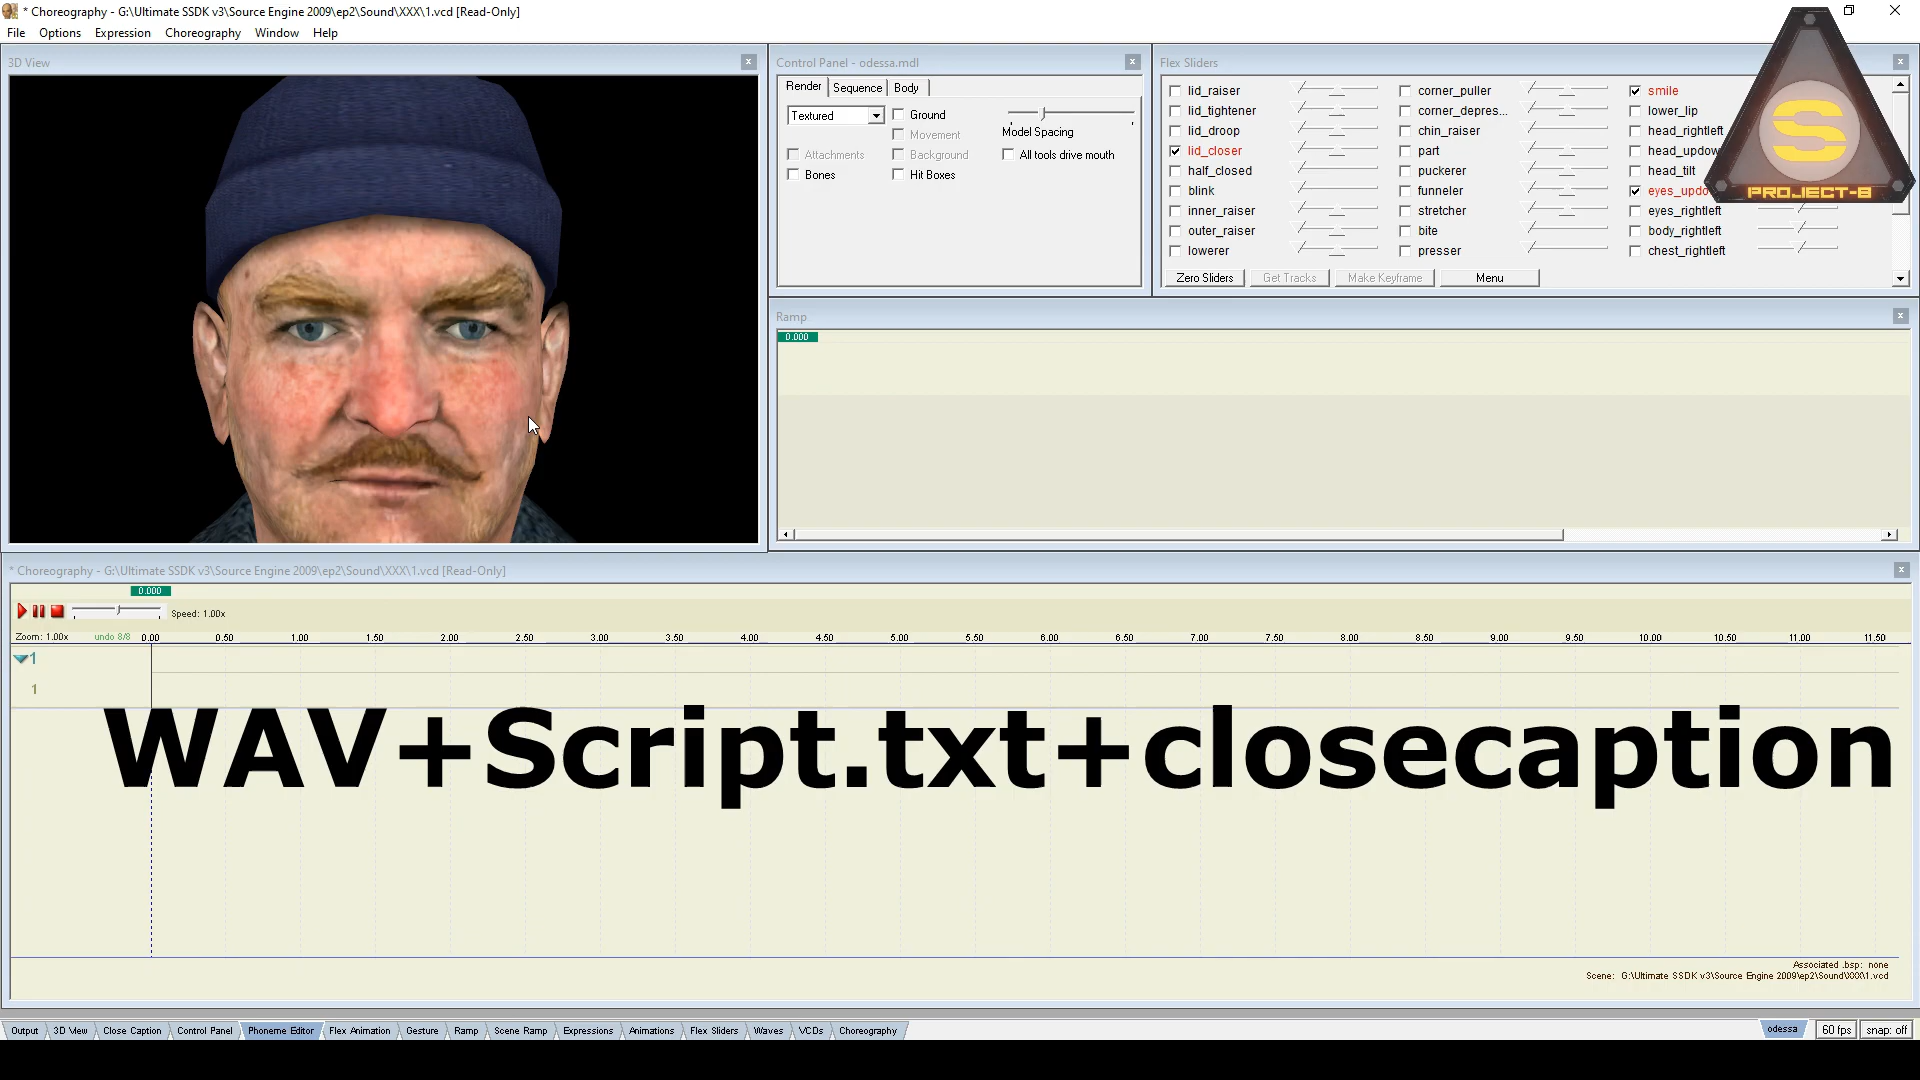 * Choreography - G:\Ultimate SSDK v3\Source Engine 2009\ep2\Sound\XXX\1.vcd [Read-Only]
File Options Expression Choreography Window Help
3D View
Control Panel - odessa.mdl
Render Sequence Body
Textured
Ground
Movement
Model Spacing
Attachments
Background
All tools drive mouth
Bones
Hit Boxes
Flex Sliders
lid_raiser corner_puller smile
lid_tightener corner_depres... lower_lip
lid_droop chin_raiser head_rightleft
lid_closer part head_updow
half_closed puckerer head_tilt
blink funneler eyes_updo
inner_raiser stretcher eyes_rightleft
outer_raiser bite body_rightleft
lowerer presser chest_rightleft
Zero Sliders Get Tracks Make Keyframe Menu
S
PROJECT-8
Ramp
0.000
* Choreography - G:\Ultimate SSDK v3\Source Engine 2009\ep2\Sound\XXX\1.vcd [Read-Only]
0.000
Speed: 1.00x
Zoom: 1.00x undo 8/8 0.00 0.50 1.00 1.50 2.00 2.50 3.00 3.50 4.00 4.50 5.00 5.50 6.00 6.50 7.00 7.50 8.00 8.50 9.00 9.50 10.00 10.50 11.00 11.50
1
1
WAV+Script.txt+closecaption
Associated .bsp: none
Scene: G:\Ultimate SSDK v3\Source Engine 2009\ep2\Sound\XXX\1.vcd
Output 3D View Close Caption Control Panel Phoneme Editor Flex Animation Gesture Ramp Scene Ramp Expressions Animations Flex Sliders Waves VCDs Choreography odessa 60 fps snap: off